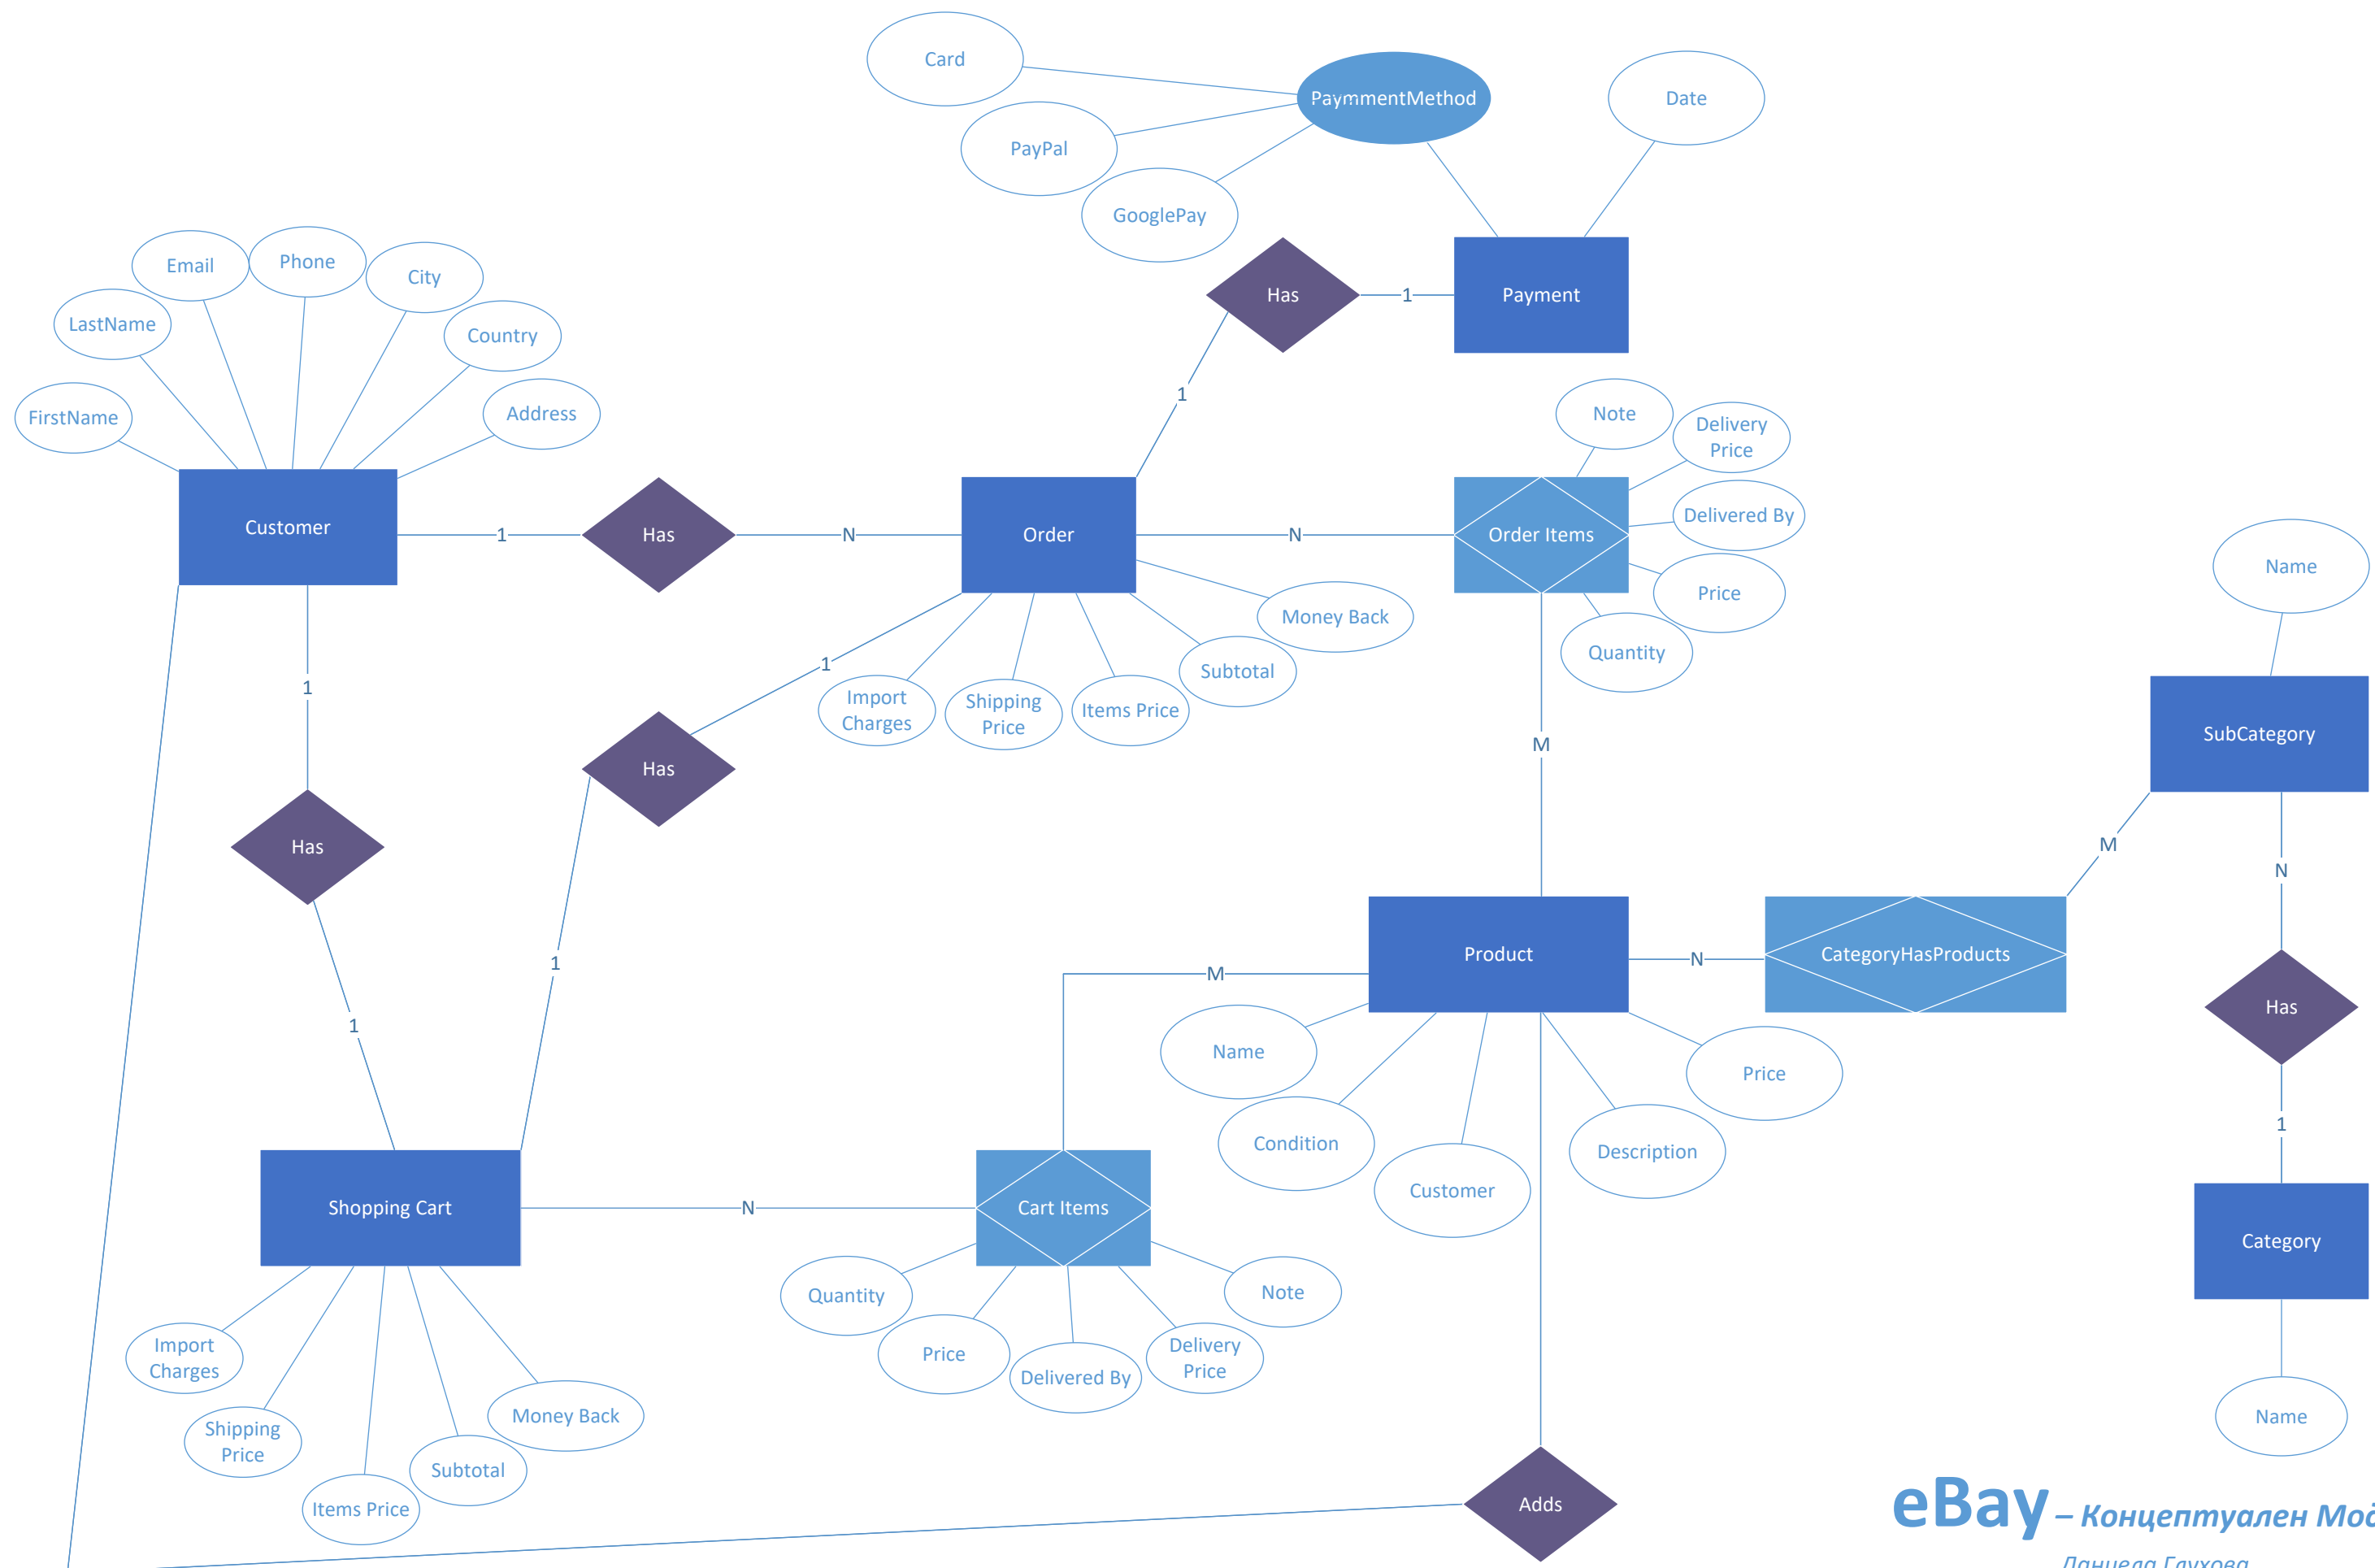 Card
PaymmentMethod
Date
PayPal
GooglePay
Email
Phone
City
LastName
Country
FirstName
Address
Has
1
Payment
1
Note
Delivery
Price
Customer
1
Has
N
Order
N
Order Items
Delivered By
Price
Quantity
Money Back
Subtotal
Import
Charges
Shipping
Price
Items Price
Name
SubCategory
1
1
Has
M
Has
M
N
1
1
M
Product
N
CategoryHasProducts
Has
Name
Price
Condition
Description
Customer
1
Shopping Cart
N
Cart Items
Category
Quantity
Note
Price
Delivered By
Delivery
Price
Import
Charges
Shipping
Price
Items Price
Subtotal
Money Back
Name
Adds
eBay – Концептуален
Даниела Глухова